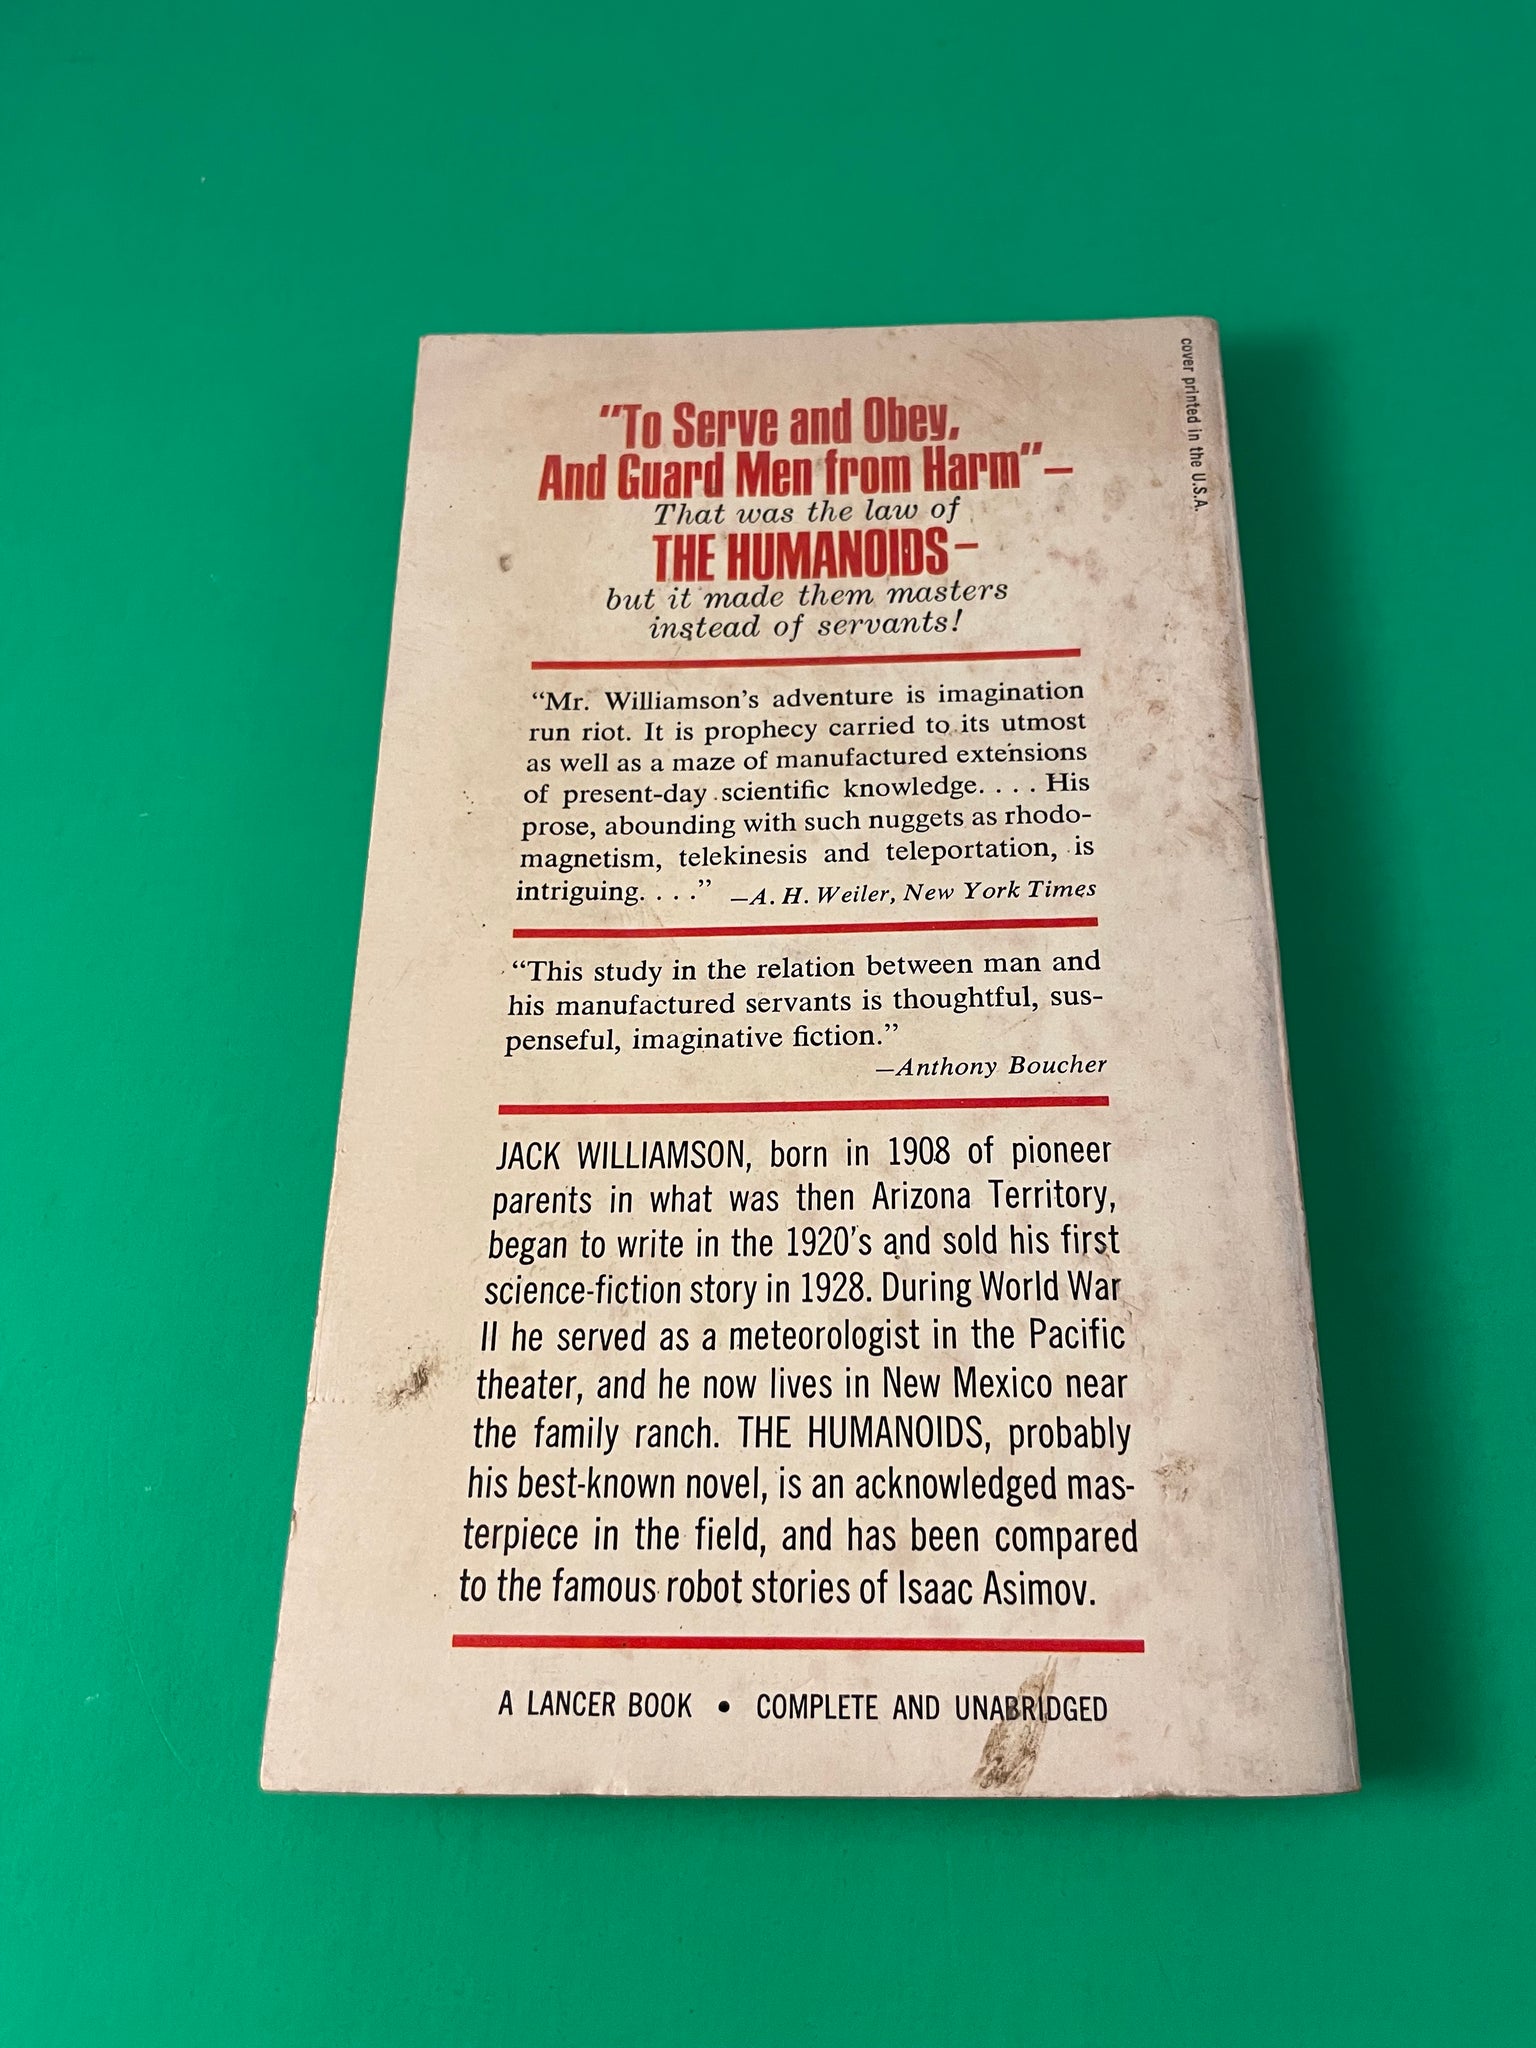 "To Serve and Obey,
And Guard Men from Harm"—
That was the law of
THE HUMANOIDS—
but it made them masters
instead of servants!
"Mr. Williamson's adventure is imagination
run riot. It is prophecy carried to its utmost
as well as a maze of manufactured extensions
of present-day scientific knowledge. . . . His
prose, abounding with such nuggets as rhodo-
magnetism, telekinesis and teleportation, is
intriguing. . . ." —A. H. Weiler, New York Times
"This study in the relation between man and
his manufactured servants is thoughtful, sus-
penseful, imaginative fiction."
—Anthony Boucher
JACK WILLIAMSON, born in 1908 of pioneer
parents in what was then Arizona Territory,
began to write in the 1920's and sold his first
science-fiction story in 1928. During World War
II he served as a meteorologist in the Pacific
theater, and he now lives in New Mexico near
the family ranch. THE HUMANOIDS, probably
his best-known novel, is an acknowledged mas-
terpiece in the field, and has been compared
to the famous robot stories of Isaac Asimov.
A LANCER BOOK • COMPLETE AND UNABRIDGED
cover printed in the U.S.A.